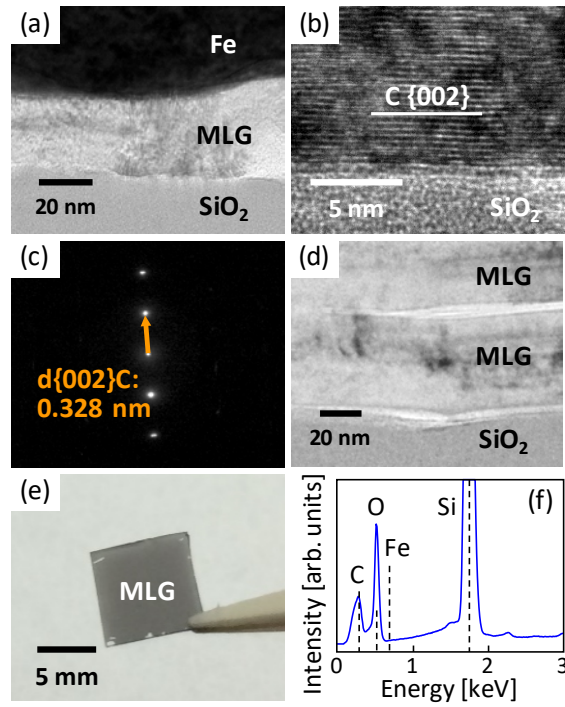 (a)
Fe
MLG
20 nm
SiO₂
(b)
C {002}
5 nm
SiO₂
(c)
d{002}C:
0.328 nm
(d)
MLG
MLG
20 nm
SiO₂
(e)
MLG
5 mm
(f)
Intensity [arb. units]
C
O
Fe
Si
0 1 2 3
Energy [keV]